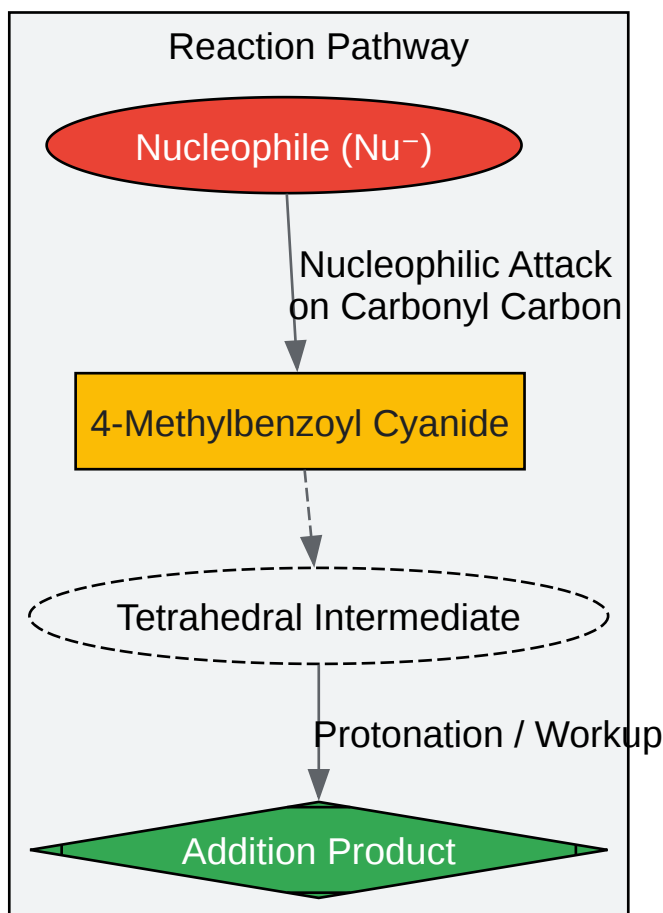 Reaction Pathway
Nucleophile (Nu⁻)
Nucleophilic Attack
on Carbonyl Carbon
4-Methylbenzoyl Cyanide
Tetrahedral Intermediate
Protonation / Workup
Addition Product